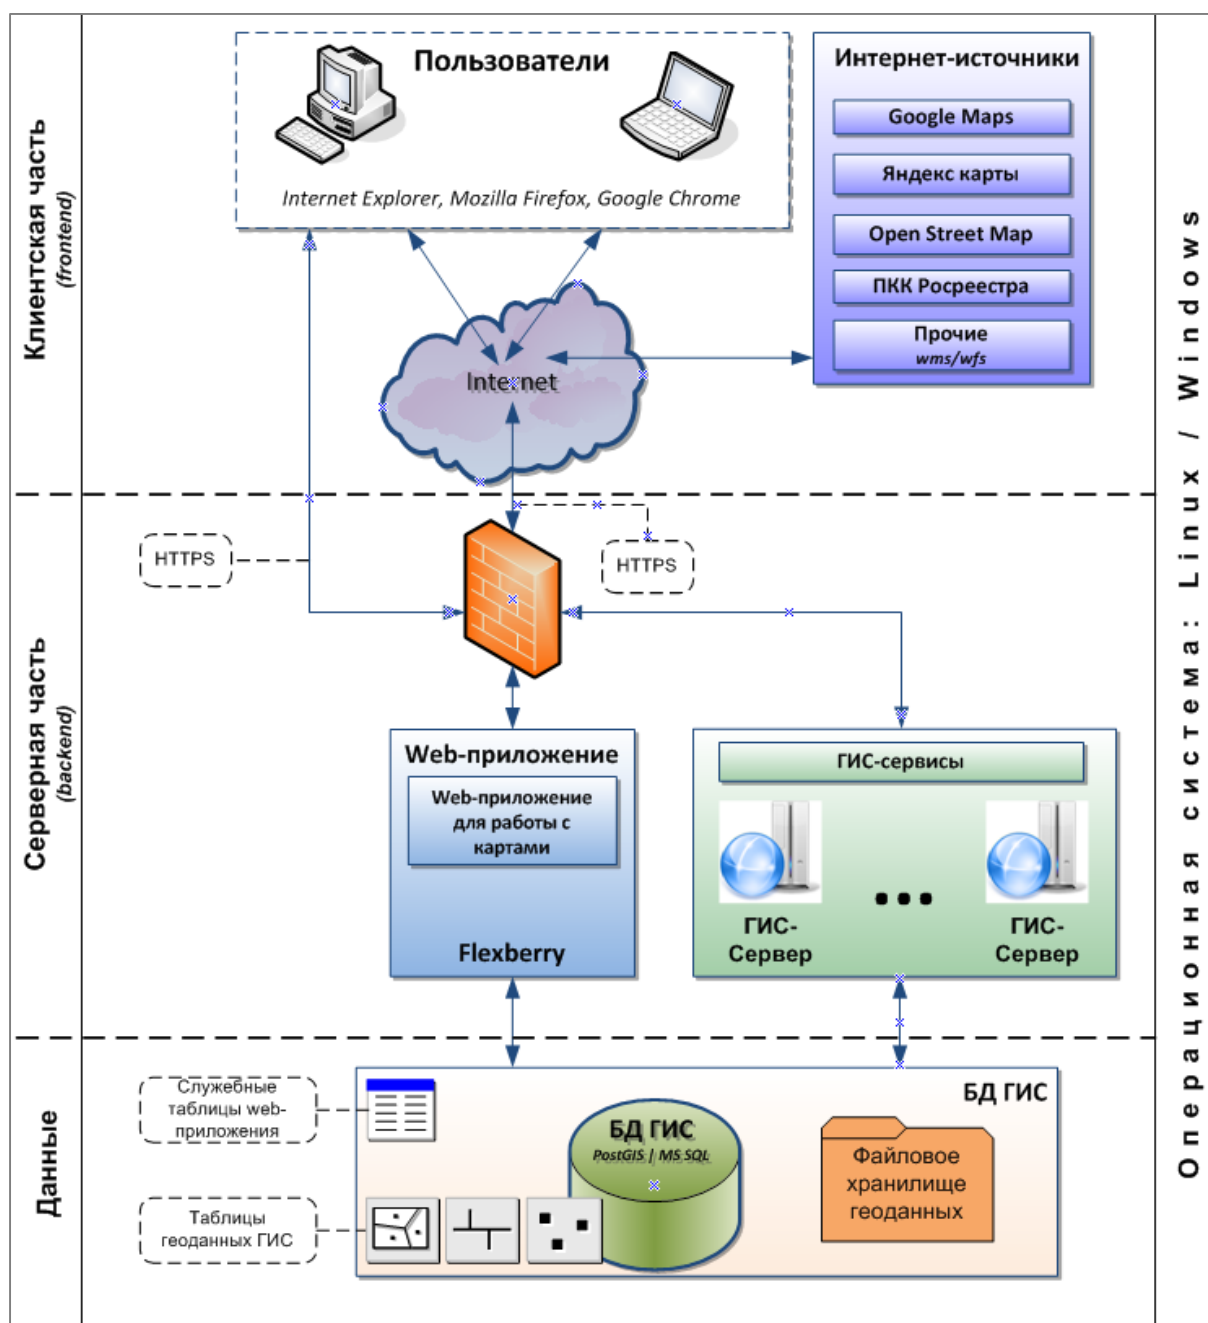 Клиентская часть
(frontend)
Пользователи
Internet Explorer, Mozilla Firefox, Google Chrome
Интернет-источники
Google Maps
Яндекс карты
Open Street Map
ПКК Росреестра
Прочие
wms/wfs
Internet
Серверная часть
(backend)
HTTPS
HTTPS
Web-приложение
Web-приложение
для работы с
картами
Flexberry
ГИС-сервисы
ГИС-
Сервер
...
ГИС-
Сервер
Данные
Служебные
таблицы web-
приложения
Таблицы
геоданных ГИС
БД ГИС
БД ГИС
PostGIS | MS SQL
Файловое
хранилище
геоданных
Операционная система: Linux / Windows